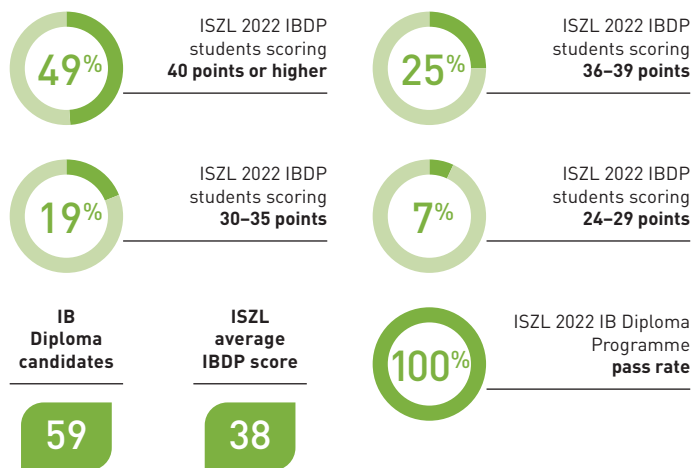 49%
ISZL 2022 IBDP
students scoring
40 points or higher
25%
ISZL 2022 IBDP
students scoring
36–39 points
19%
ISZL 2022 IBDP
students scoring
30–35 points
7%
ISZL 2022 IBDP
students scoring
24–29 points
IB
Diploma
candidates
59
ISZL
average
IBDP score
38
100%
ISZL 2022 IB Diploma
Programme
pass rate